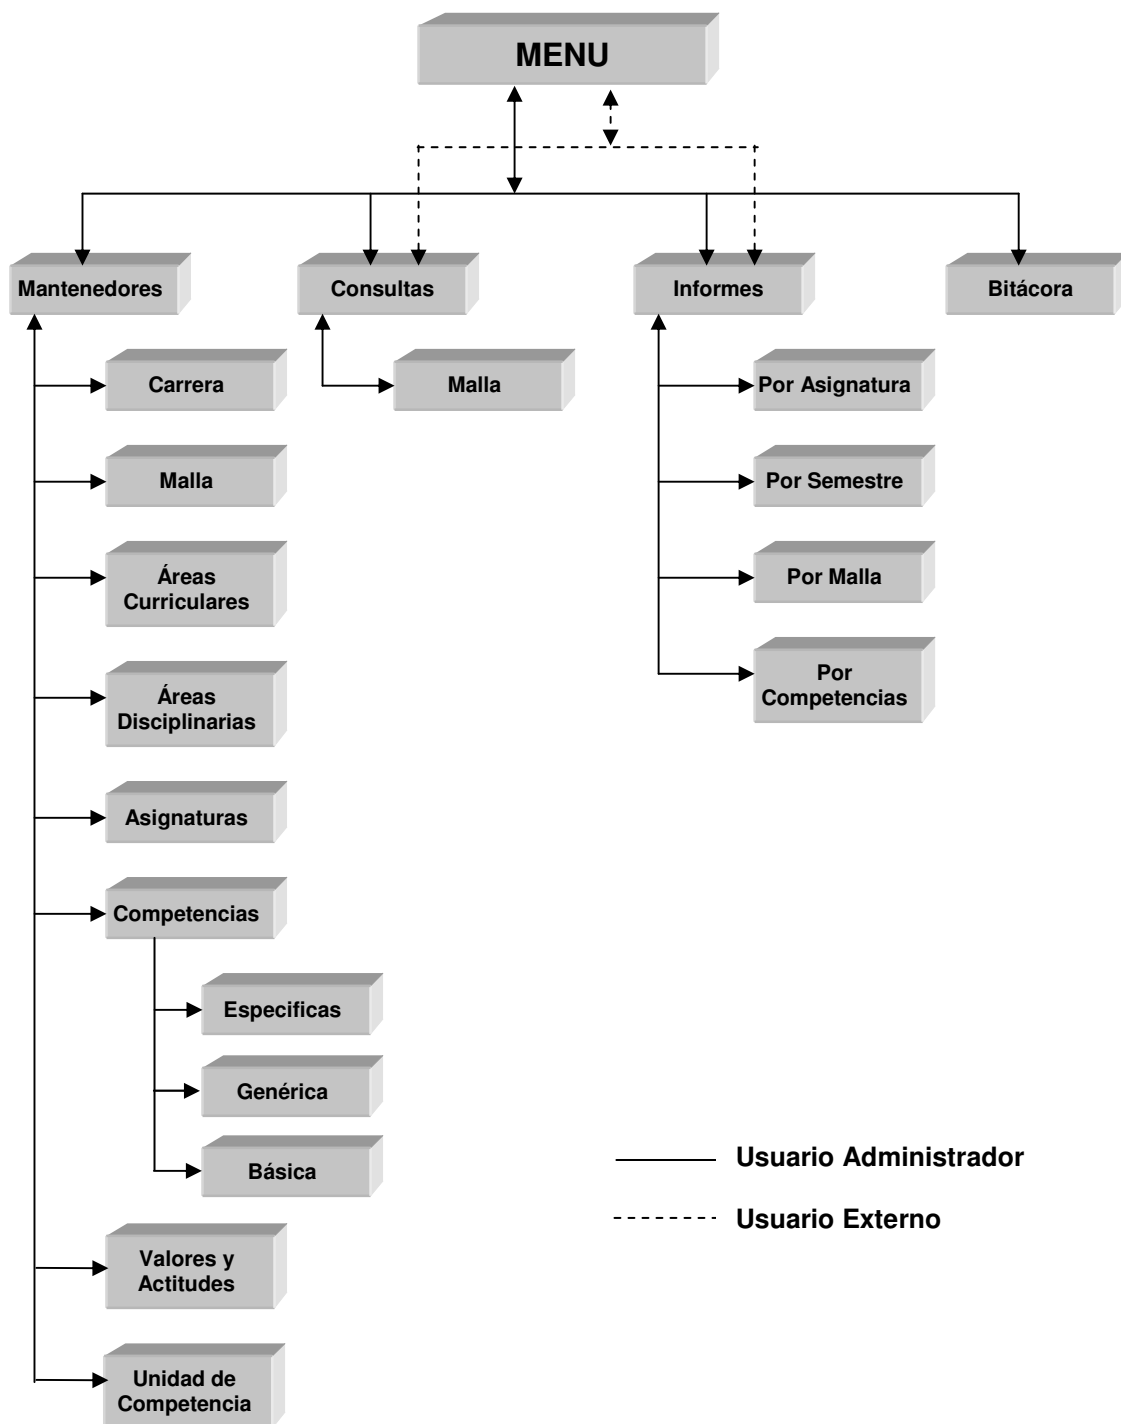 MENU
Mantenedores
Consultas
Informes
Bitácora
Carrera
Malla
Por Asignatura
Malla
Por Semestre
Áreas
Curriculares
Por Malla
Áreas
Disciplinarias
Por
Competencias
Asignaturas
Competencias
Especificas
Genérica
Básica
Usuario Administrador
Usuario Externo
Valores y
Actitudes
Unidad de
Competencia